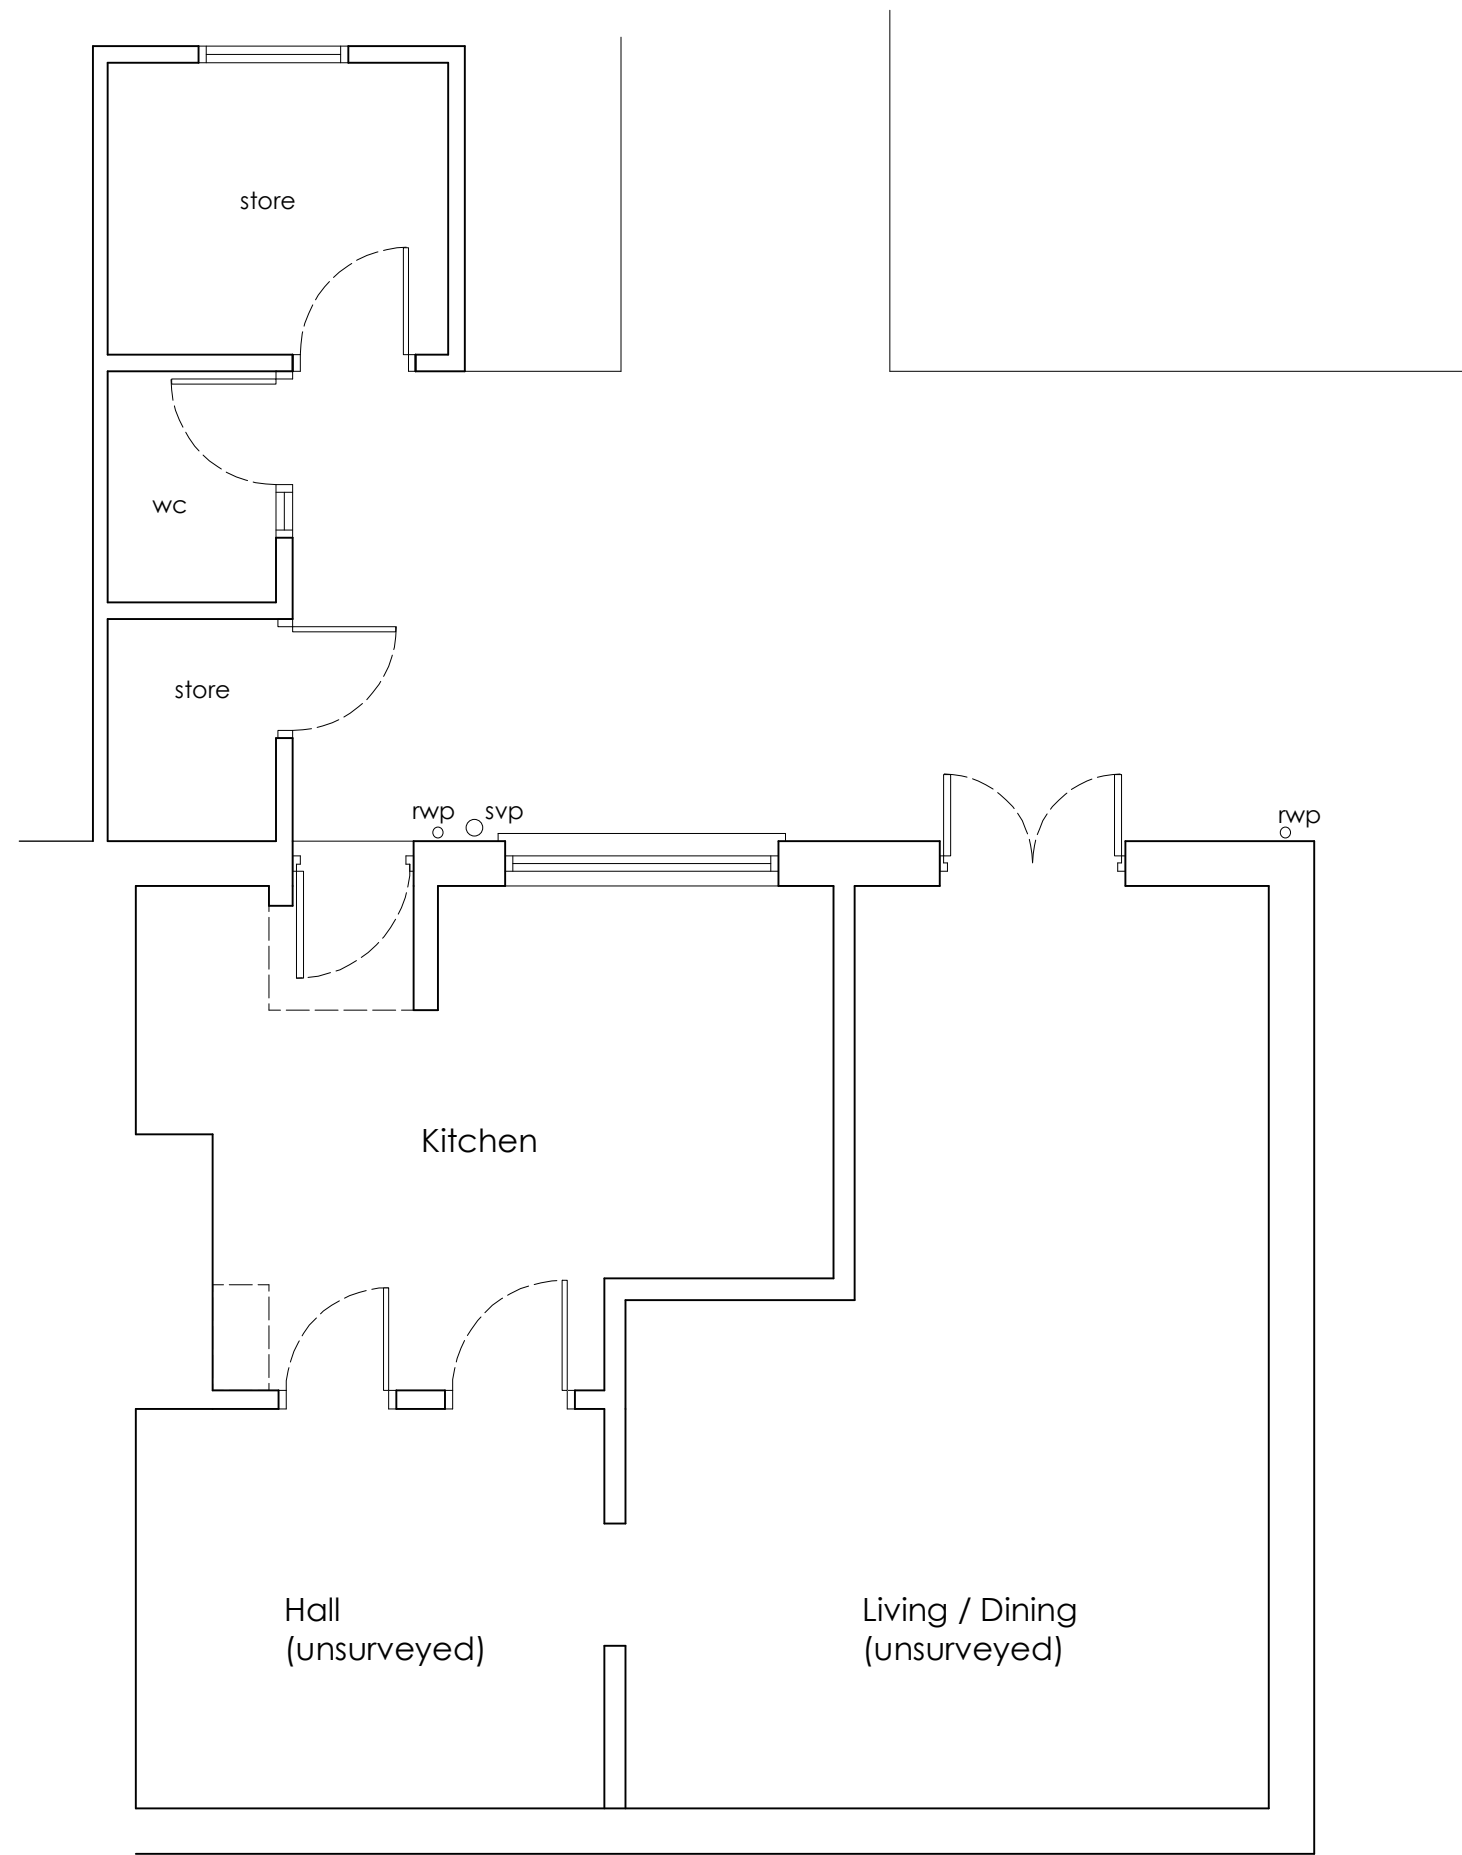 store
wc
store
rwp
svp
rwp
Kitchen
Hall
(unsurveyed)
Living / Dining
(unsurveyed)